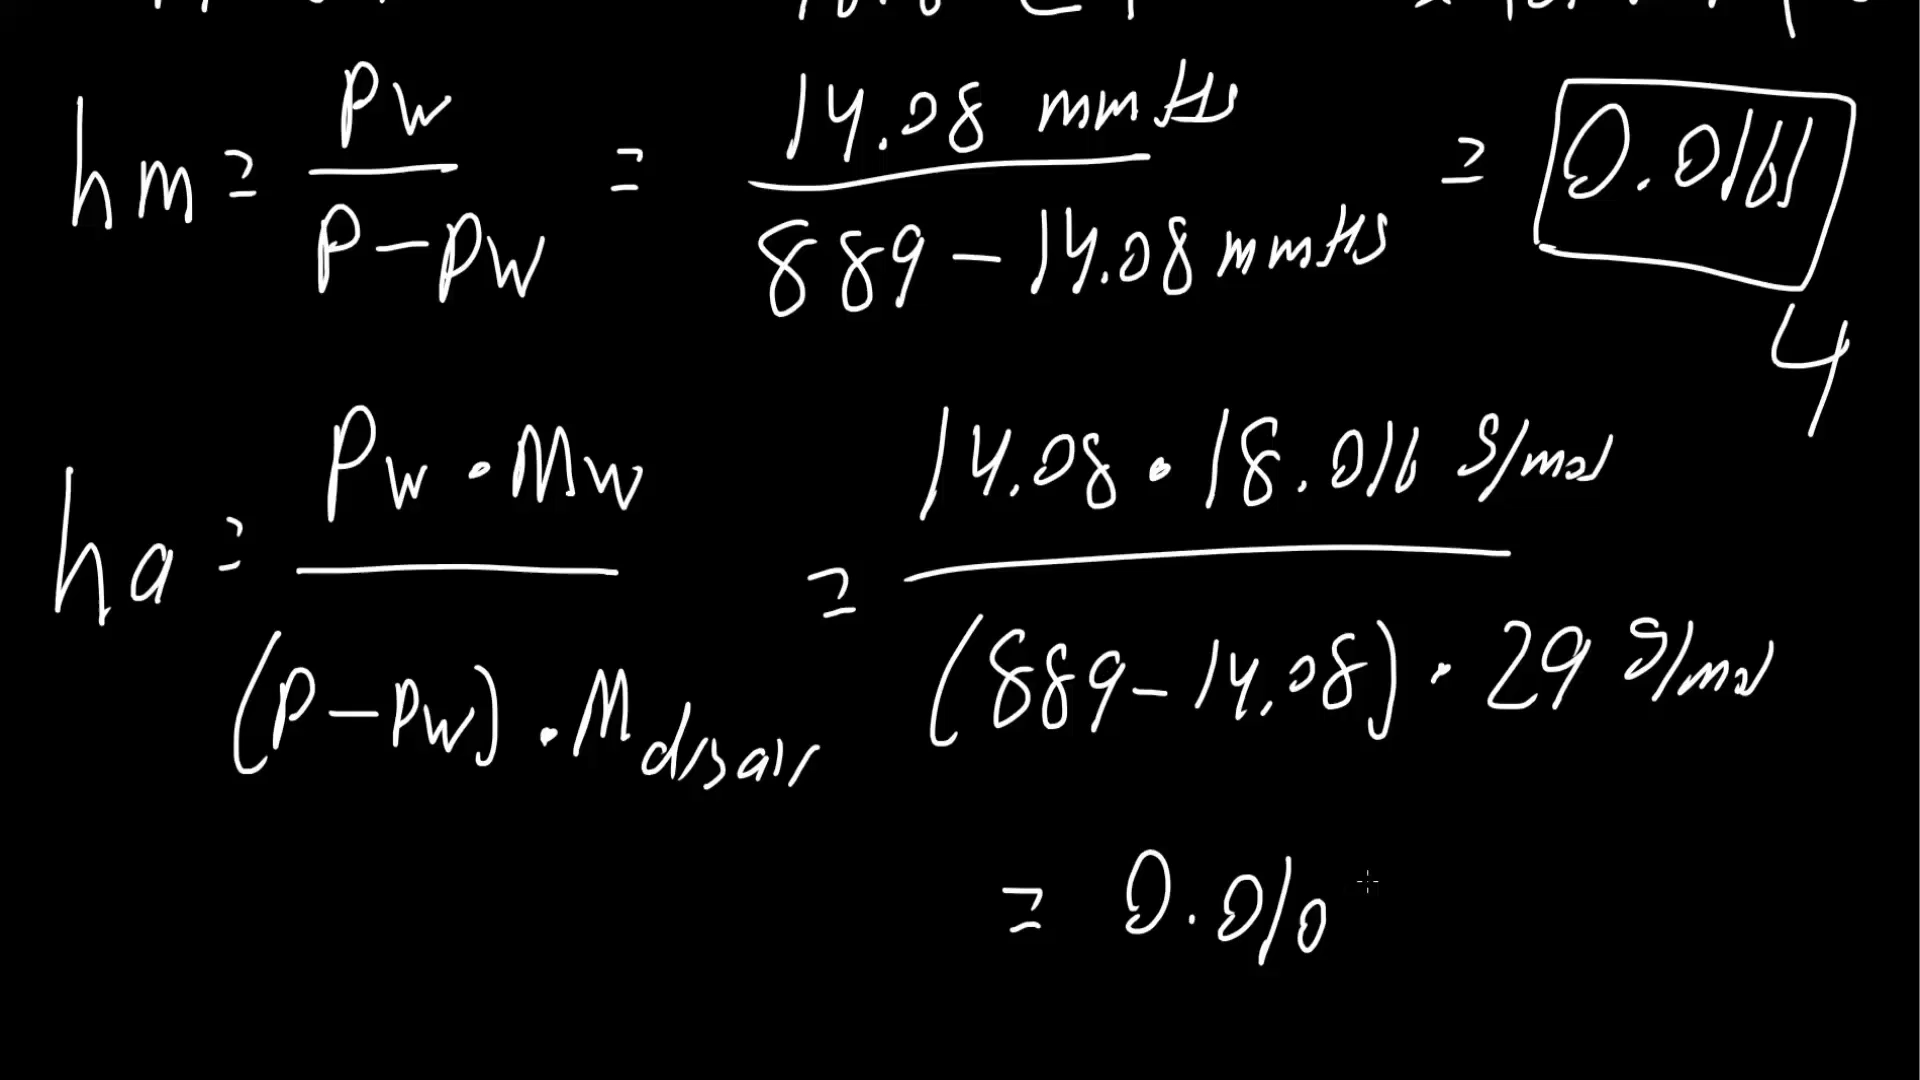 hm = Pw / P-Pw = 14.08 mmHg / 889-14.08 mmHg = 0.0161
4
ha = Pw · Mw / (P-Pw) · M dry air = 14.08 · 18.016 g/mol / (889-14.08) · 29 g/mol
= 0.010